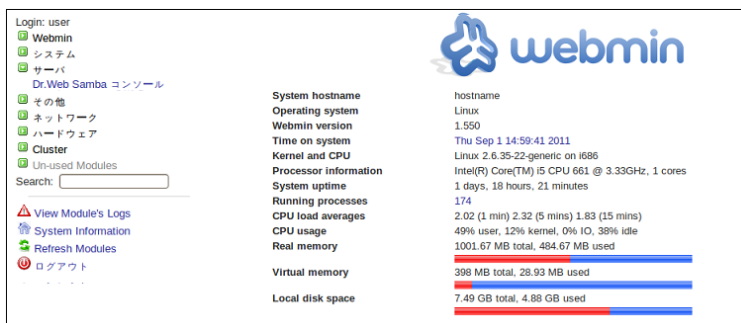 Login: user
Webmin
システム
サーバ
Dr.Web Samba コンソール
その他
ネットワーク
ハードウェア
Cluster
Un-used Modules
Search:
View Module's Logs
System Information
Refresh Modules
ログアウト
webmin
System hostname hostname
Operating system Linux
Webmin version 1.550
Time on system Thu Sep 1 14:59:41 2011
Kernel and CPU Linux 2.6.35-22-generic on i686
Processor information Intel(R) Core(TM) i5 CPU 661 @ 3.33GHz, 1 cores
System uptime 1 days, 18 hours, 21 minutes
Running processes 174
CPU load averages 2.02 (1 min) 2.32 (5 mins) 1.83 (15 mins)
CPU usage 49% user, 12% kernel, 0% IO, 38% idle
Real memory 1001.67 MB total, 484.67 MB used
Virtual memory 398 MB total, 28.93 MB used
Local disk space 7.49 GB total, 4.88 GB used